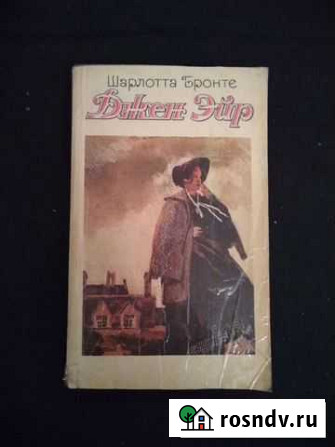 Шарлотта Бронте
Джен Эйр
rosndv.ru